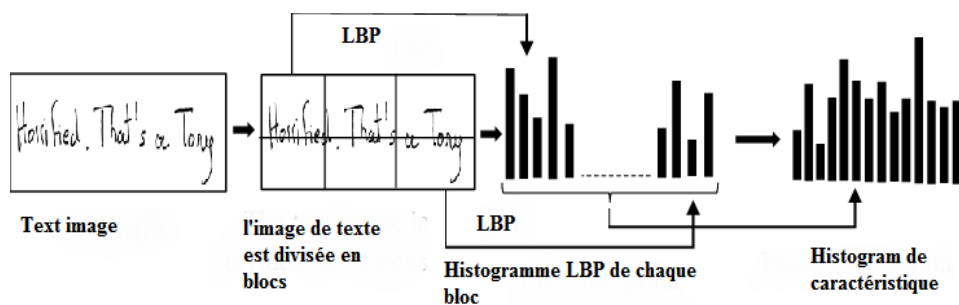 LBP
Horrified. That's a Tony
Horrified. That's a Tony
Text image
l'image de texte
est divisée en
blocs
LBP
Histogramme LBP de chaque
bloc
Histogram de
caractéristique